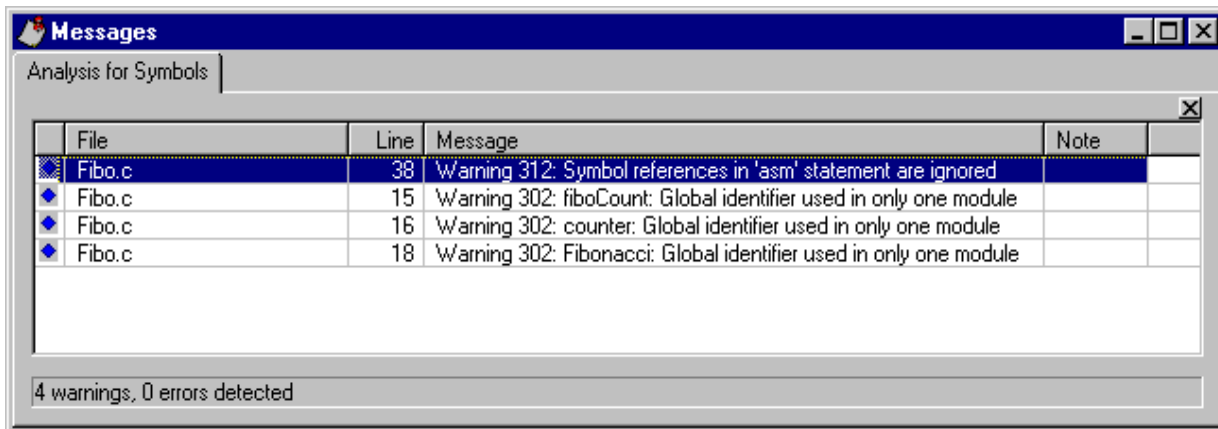 Messages
Analysis for Symbols
File Line Message Note
Fibo.c 38 Warning 312: Symbol references in 'asm' statement are ignored
Fibo.c 15 Warning 302: fiboCount: Global identifier used in only one module
Fibo.c 16 Warning 302: counter: Global identifier used in only one module
Fibo.c 18 Warning 302: Fibonacci: Global identifier used in only one module
4 warnings, 0 errors detected